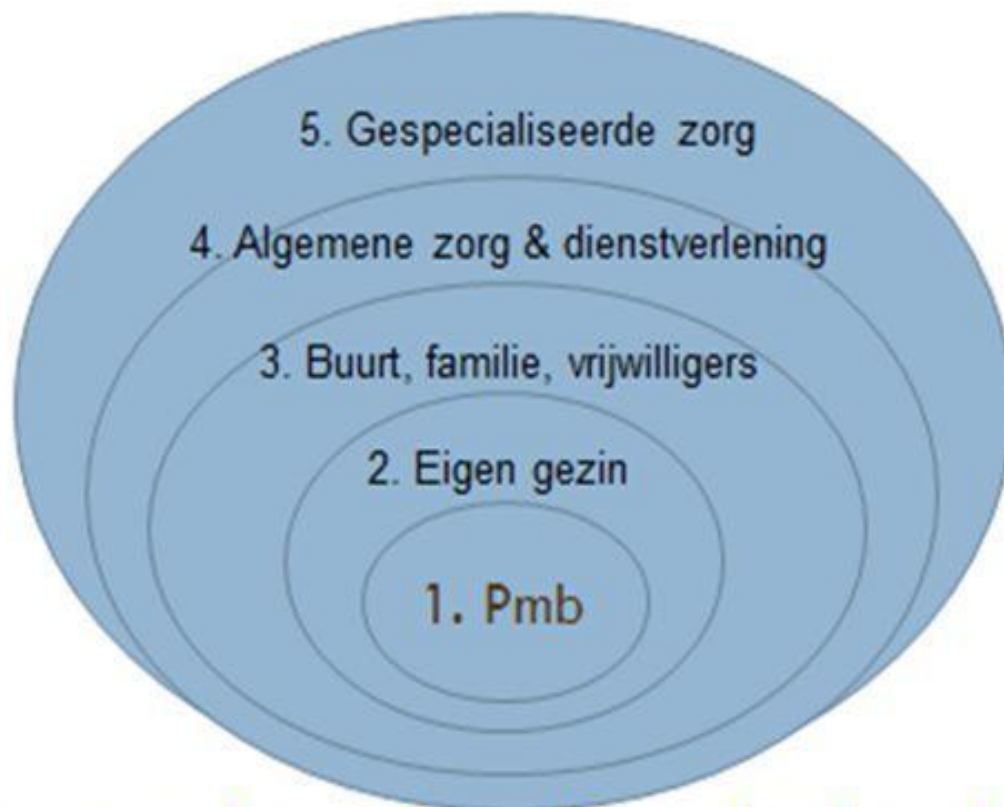 5. Gespecialiseerde zorg
4. Algemene zorg & dienstverlening
3. Buurt, familie, vrijwilligers
2. Eigen gezin
1. Pmb